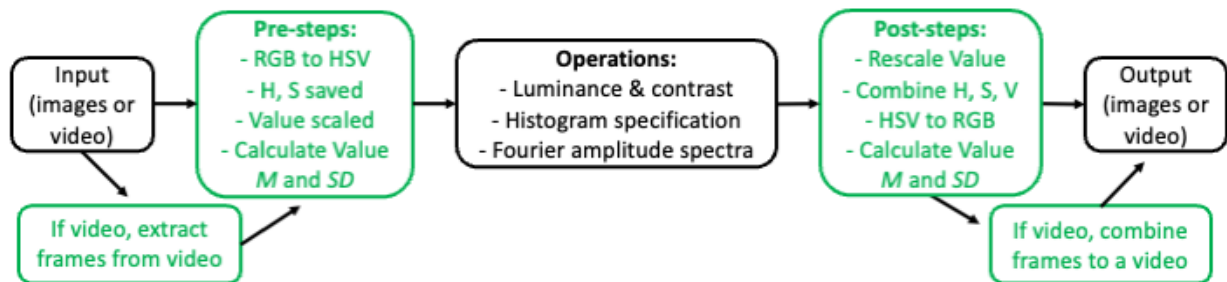 Input
(images or
video)
If video, extract
frames from video
Pre-steps:
- RGB to HSV
- H, S saved
- Value scaled
- Calculate Value
M and SD
Operations:
- Luminance & contrast
- Histogram specification
- Fourier amplitude spectra
Post-steps:
- Rescale Value
- Combine H, S, V
- HSV to RGB
- Calculate Value
M and SD
If video, combine
frames to a video
Output
(images or
video)